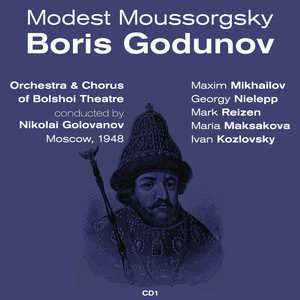 Modest Moussorgsky
Boris Godunov
Orchestra & Chorus
of Bolshoi Theatre
conducted by
Nikolai Golovanov
Moscow, 1948
Maxim Mikhailov
Georgy Nielepp
Mark Reizen
Maria Maksakova
Ivan Kozlovsky
CD1